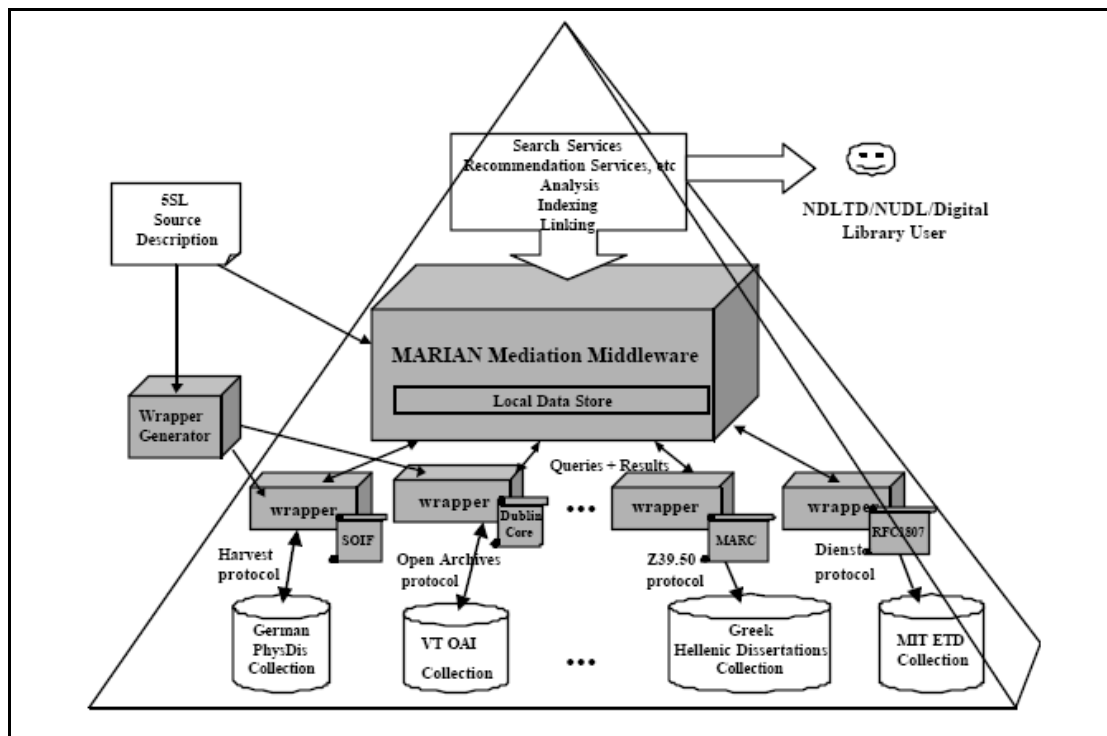 Search Services
Recommendation Services, etc
Analysis
Indexing
Linking
NDLTD/NUDL/Digital
Library User
5SL
Source
Description
MARIAN Mediation Middleware
Local Data Store
Wrapper
Generator
Queries + Results
wrapper
SOIF
wrapper
Dublin
Core
•••
wrapper
MARC
wrapper
RFC1807
Harvest
protocol
Open Archives
protocol
Z39.50
protocol
Dienst
protocol
German
PhysDis
Collection
VT OAI
Collection
•••
Greek
Hellenic Dissertations
Collection
MIT ETD
Collection